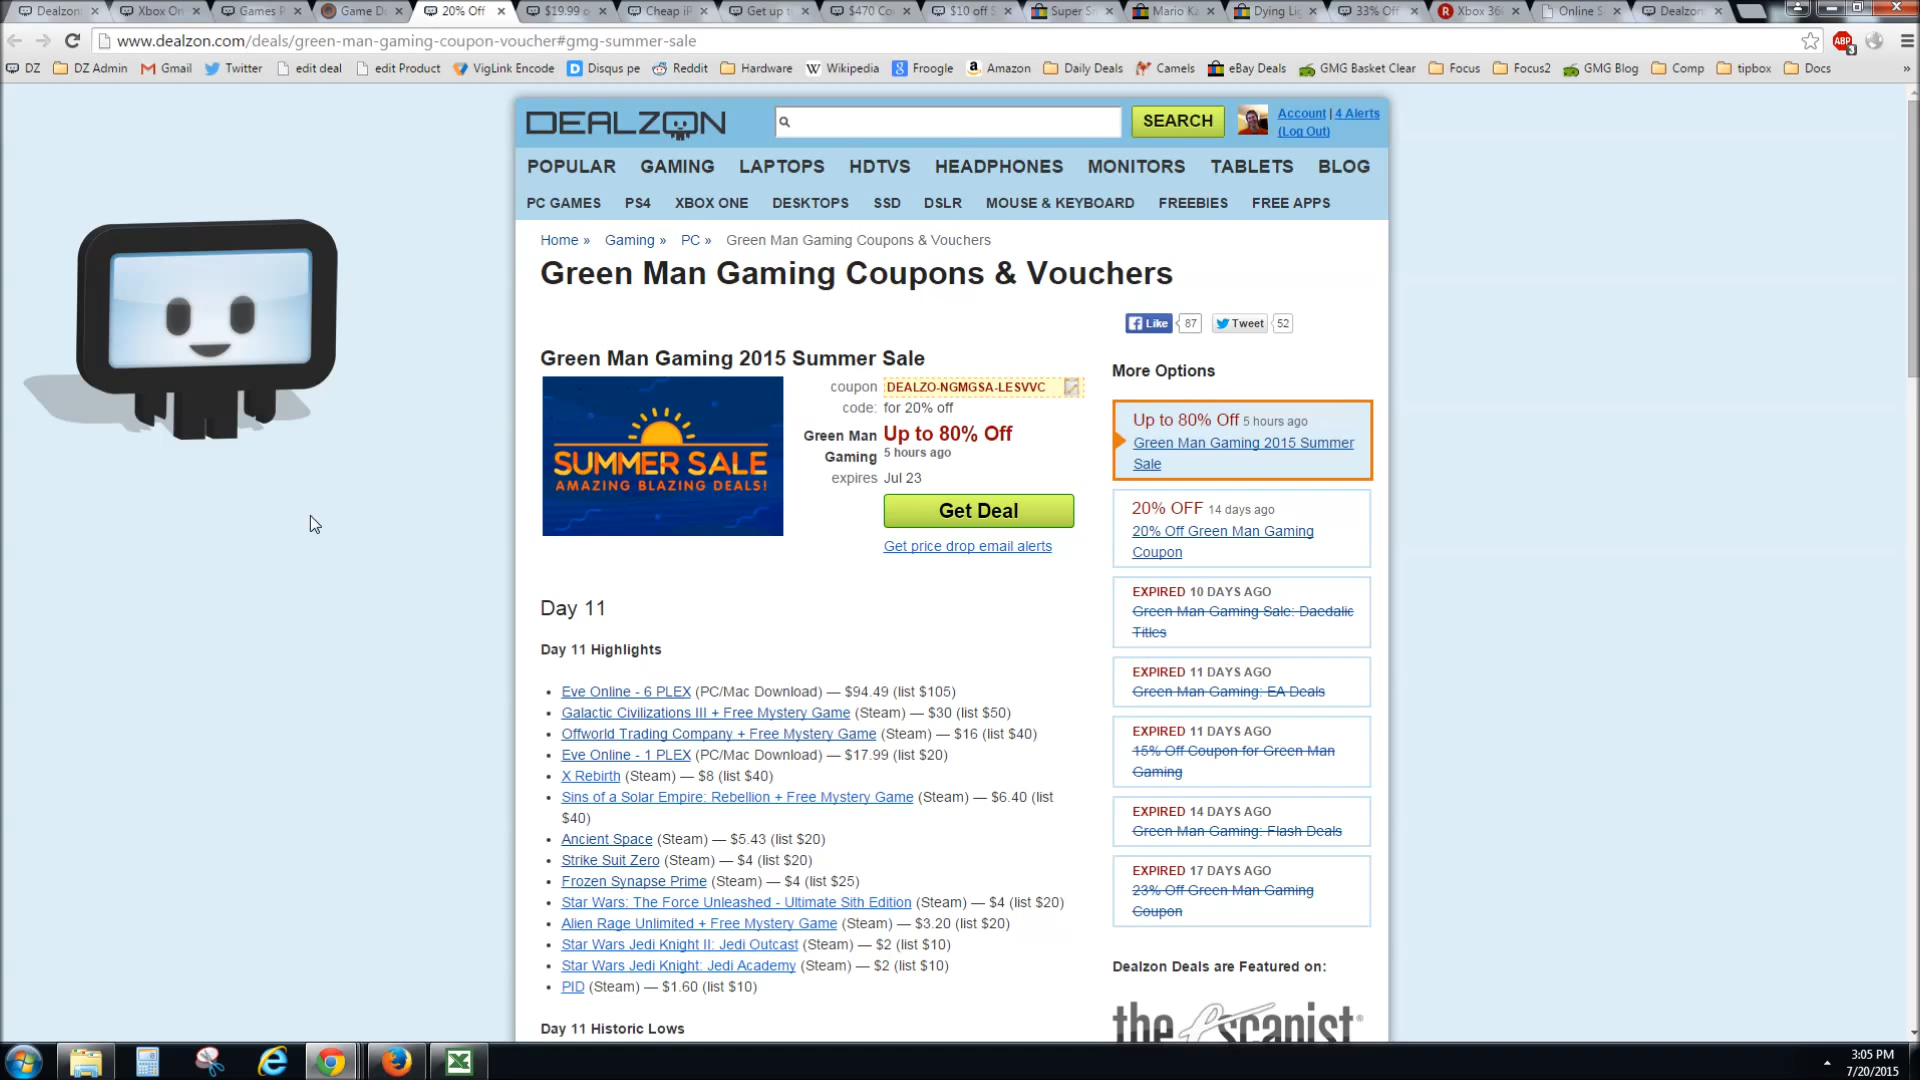 Dealzon
Xbox On
Games P
Game D
20% Off
$19.99 o
Cheap iP
Get up t
$470 Co
$10 off S
Super S
Mario K
Dying Li
33% Off
Xbox 36
Online S
Dealzon
www.dealzon.com/deals/green-man-gaming-coupon-voucher#gmg-summer-sale
ABP
3
DZ
DZ Admin
Gmail
Twitter
edit deal
edit Product
VigLink Encode
Disqus pe
Reddit
Hardware
Wikipedia
Froogle
Amazon
Daily Deals
Camels
eBay Deals
GMG Basket Clear
Focus
Focus2
GMG Blog
Comp
tipbox
Docs
»
DEALZON
SEARCH
Account | 4 Alerts
(Log Out)
POPULAR GAMING LAPTOPS HDTVS HEADPHONES MONITORS TABLETS BLOG
PC GAMES PS4 XBOX ONE DESKTOPS SSD DSLR MOUSE & KEYBOARD FREEBIES FREE APPS
Home » Gaming » PC » Green Man Gaming Coupons & Vouchers
Green Man Gaming Coupons & Vouchers
Like 87 Tweet 52
Green Man Gaming 2015 Summer Sale
SUMMER SALE
AMAZING BLAZING DEALS!
coupon DEALZO-NGMGSA-LESVVC
code: for 20% off
Green Man Up to 80% Off
Gaming 5 hours ago
expires Jul 23
Get Deal
Get price drop email alerts
Day 11
Day 11 Highlights
• Eve Online - 6 PLEX (PC/Mac Download) — $94.49 (list $105)
• Galactic Civilizations III + Free Mystery Game (Steam) — $30 (list $50)
• Offworld Trading Company + Free Mystery Game (Steam) — $16 (list $40)
• Eve Online - 1 PLEX (PC/Mac Download) — $17.99 (list $20)
• X Rebirth (Steam) — $8 (list $40)
• Sins of a Solar Empire: Rebellion + Free Mystery Game (Steam) — $6.40 (list
$40)
• Ancient Space (Steam) — $5.43 (list $20)
• Strike Suit Zero (Steam) — $4 (list $20)
• Frozen Synapse Prime (Steam) — $4 (list $25)
• Star Wars: The Force Unleashed - Ultimate Sith Edition (Steam) — $4 (list $20)
• Alien Rage Unlimited + Free Mystery Game (Steam) — $3.20 (list $20)
• Star Wars Jedi Knight II: Jedi Outcast (Steam) — $2 (list $10)
• Star Wars Jedi Knight: Jedi Academy (Steam) — $2 (list $10)
• PID (Steam) — $1.60 (list $10)
Day 11 Historic Lows
More Options
Up to 80% Off 5 hours ago
Green Man Gaming 2015 Summer
Sale
20% OFF 14 days ago
20% Off Green Man Gaming
Coupon
EXPIRED 10 DAYS AGO
Green Man Gaming Sale: Daedalic
Titles
EXPIRED 11 DAYS AGO
Green Man Gaming: EA Deals
EXPIRED 11 DAYS AGO
15% Off Coupon for Green Man
Gaming
EXPIRED 14 DAYS AGO
Green Man Gaming: Flash Deals
EXPIRED 17 DAYS AGO
23% Off Green Man Gaming
Coupon
Dealzon Deals are Featured on:
the escapist
3:05 PM
7/20/2015